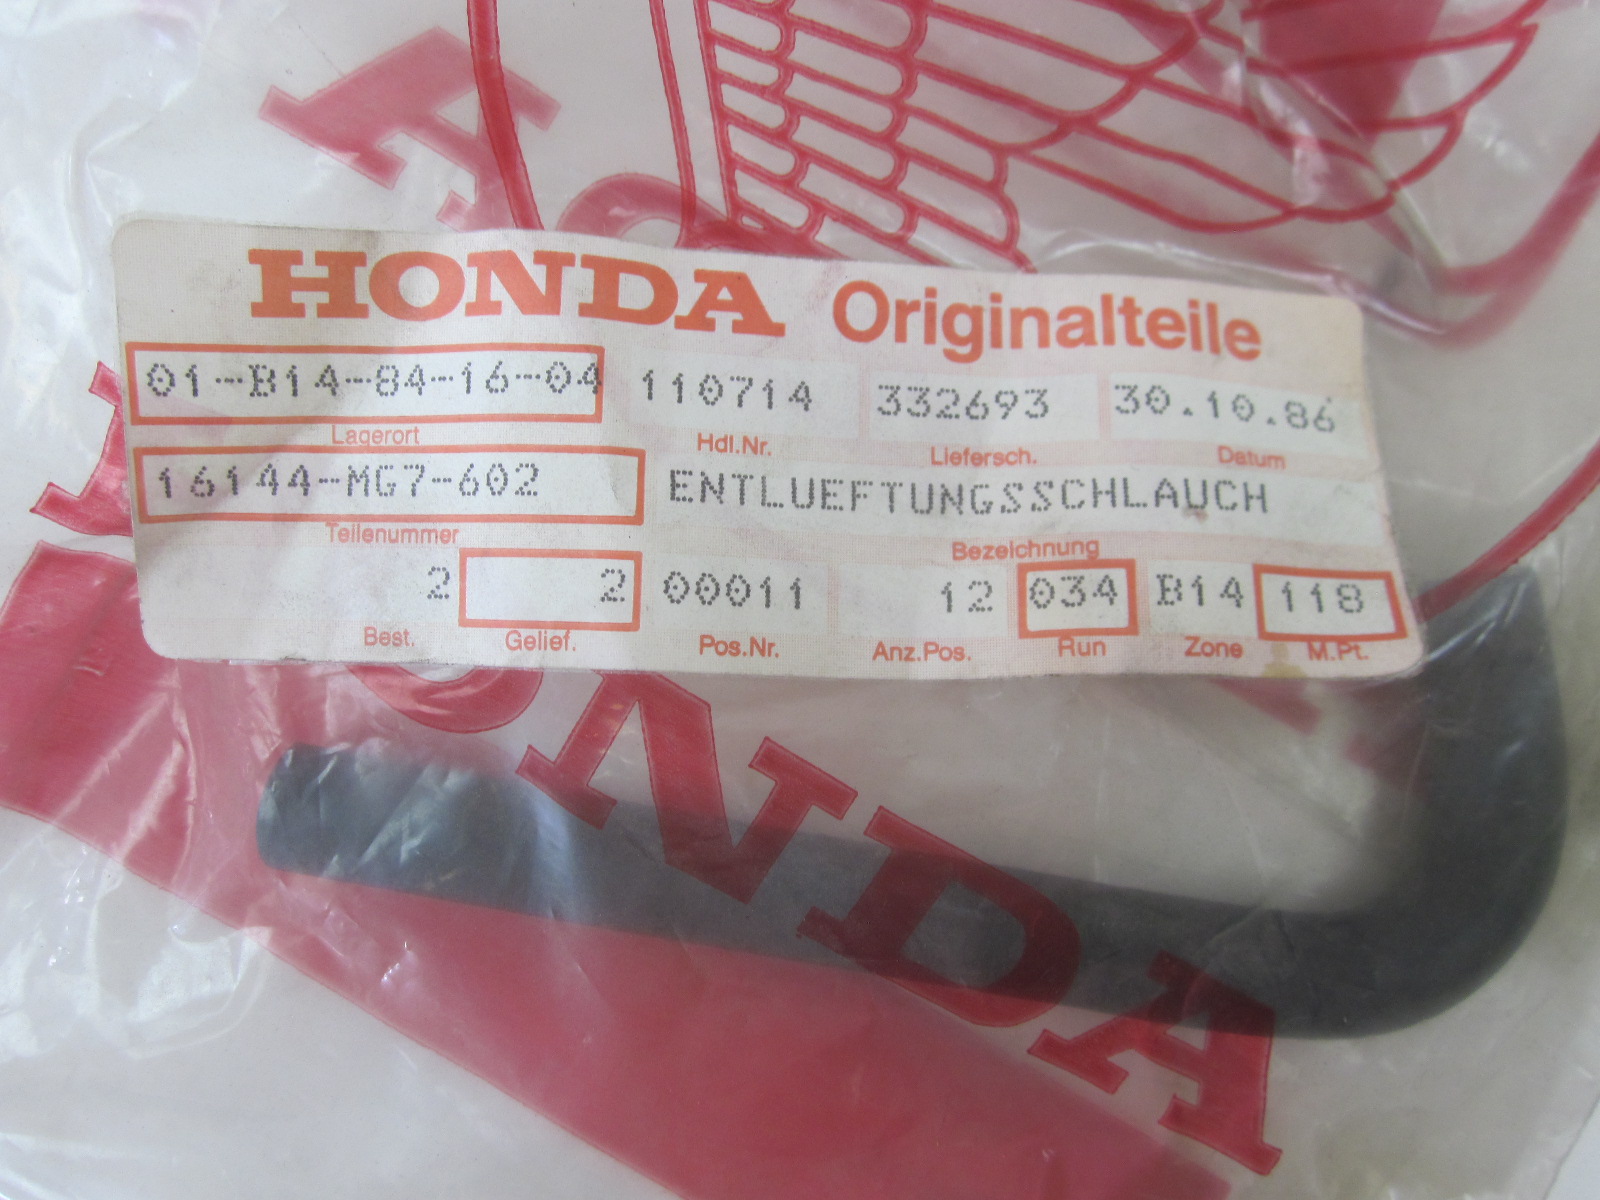 HONDA Originalteile
01-B14-84-16-04 110714 332693 30.10.86
Lagerort Hdl.Nr. Liefersch. Datum
16144-MG7-602 ENTLUEFTUNGSSCHLAUCH
Teilenummer Bezeichnung
2 2 00011 12 034 B14 118
Best. Gelief. Pos.Nr. Anz.Pos. Run Zone M.Pt.
HONDA